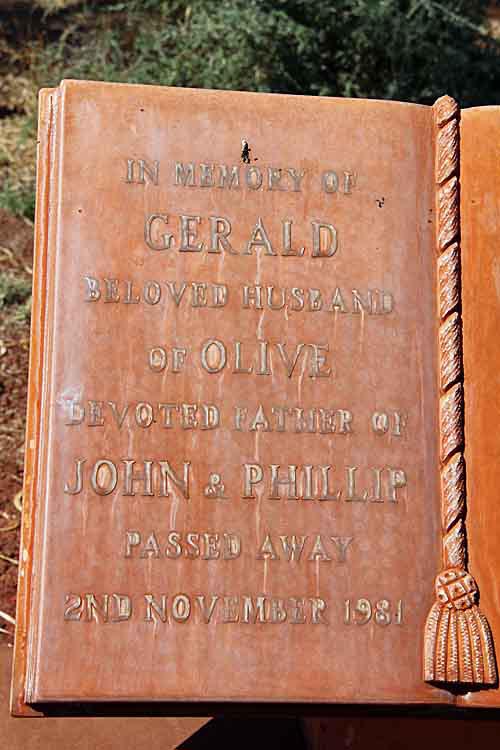 IN MEMORY OF
GERALD
BELOVED HUSBAND
OF OLIVE
DEVOTED FATHER OF
JOHN & PHILLIP
PASSED AWAY
2ND NOVEMBER 1981